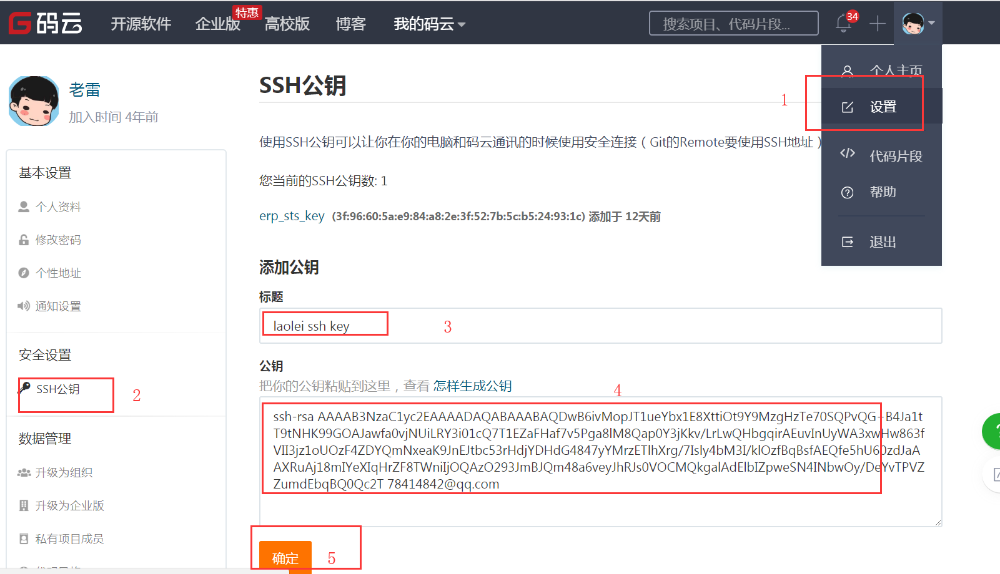 码云 开源软件 企业版 特惠 高校版 博客 我的码云 搜索项目、代码片段... 34
个人主页
1 设置
代码片段
帮助
退出
老雷
加入时间 4年前
基本设置
个人资料
修改密码
个性地址
通知设置
安全设置
SSH公钥 2
数据管理
升级为组织
升级为企业版
私有项目成员
SSH公钥
使用SSH公钥可以让你在你的电脑和码云通讯的时候使用安全连接（Git的Remote要使用SSH地址）
您当前的SSH公钥数: 1
erp_sts_key (3f:96:60:5a:e9:84:a8:2e:3f:52:7b:5c:b5:24:93:1c) 添加于 12天前
添加公钥
标题
laolei ssh key 3
公钥
把你的公钥粘贴到这里，查看 怎样生成公钥
4
ssh-rsa AAAAB3NzaC1yc2EAAAADAQABAAABAQDwB6ivMopJT1ueYbx1E8XttiOt9Y9MzgHzTe70SQPvQG+B4Ja1t
T9tNHK99GOAJawfa0vjNUiLRY3i01cQ7T1EZaFHaf7v5Pga8lM8Qap0Y3jKkv/LrLwQHbgqirAEuvInUyWA3xwHw863f
VII3jz1oUOzF4ZDYQmNxeaK9JnEJtbc53rHdjYDHdG4847yYMrzETlhXrg/7Isly4bM3I/klOzfBqBsfAEQfe5hU60zdJaA
AXRuAj18mIYeXIqHrZF8TWniIjOQAzO293JmBJQm48a6veyJhRJs0VOCMQkgalAdElbIZpweSN4INbwOy/DeYvTPVZ
ZumdEbqBQ0Qc2T 78414842@qq.com
确定 5